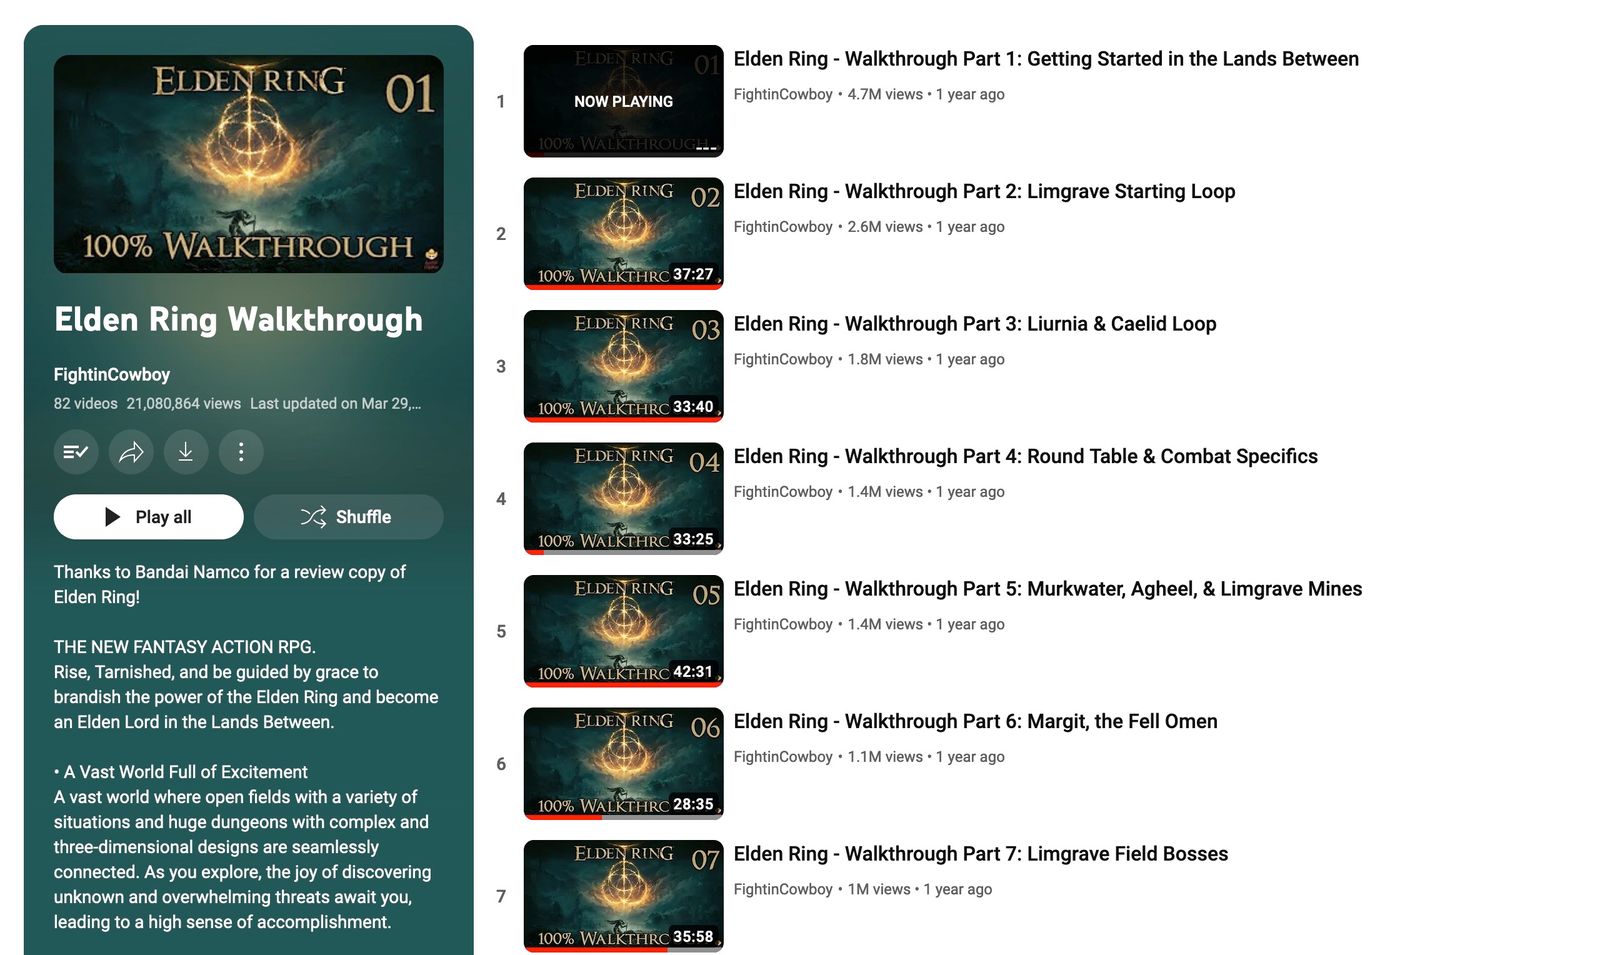 ELDEN RING
01
100% WALKTHROUGH
Elden Ring Walkthrough
FightinCowboy
82 videos 21,080,864 views Last updated on Mar 29,...
Play all
Shuffle
Thanks to Bandai Namco for a review copy of
Elden Ring!
THE NEW FANTASY ACTION RPG.
Rise, Tarnished, and be guided by grace to
brandish the power of the Elden Ring and become
an Elden Lord in the Lands Between.
• A Vast World Full of Excitement
A vast world where open fields with a variety of
situations and huge dungeons with complex and
three-dimensional designs are seamlessly
connected. As you explore, the joy of discovering
unknown and overwhelming threats await you,
leading to a high sense of accomplishment.
1
01
NOW PLAYING
100% WALKTHROUGH
Elden Ring - Walkthrough Part 1: Getting Started in the Lands Between
FightinCowboy • 4.7M views • 1 year ago
2
ELDEN RING
02
100% WALKTHRO
37:27
Elden Ring - Walkthrough Part 2: Limgrave Starting Loop
FightinCowboy • 2.6M views • 1 year ago
3
ELDEN RING
03
100% WALKTHRO
33:40
Elden Ring - Walkthrough Part 3: Liurnia & Caelid Loop
FightinCowboy • 1.8M views • 1 year ago
4
ELDEN RING
04
100% WALKTHRO
33:25
Elden Ring - Walkthrough Part 4: Round Table & Combat Specifics
FightinCowboy • 1.4M views • 1 year ago
5
ELDEN RING
05
100% WALKTHRO
42:31
Elden Ring - Walkthrough Part 5: Murkwater, Agheel, & Limgrave Mines
FightinCowboy • 1.4M views • 1 year ago
6
ELDEN RING
06
100% WALKTHRO
28:35
Elden Ring - Walkthrough Part 6: Margit, the Fell Omen
FightinCowboy • 1.1M views • 1 year ago
7
ELDEN RING
07
100% WALKTHRO
35:58
Elden Ring - Walkthrough Part 7: Limgrave Field Bosses
FightinCowboy • 1M views • 1 year ago